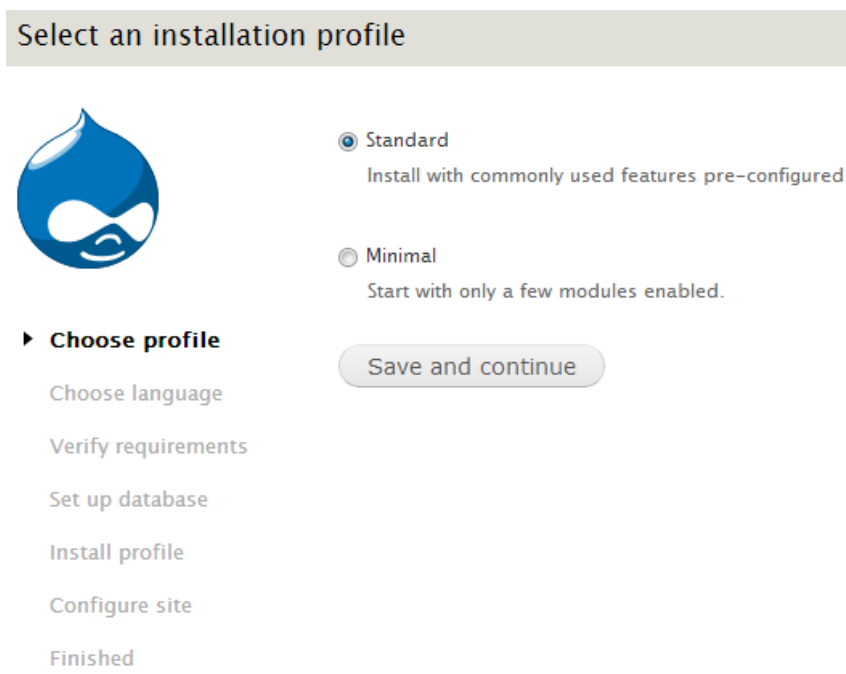 Select an installation profile
Standard
Install with commonly used features pre-configured
Minimal
Start with only a few modules enabled.
Save and continue
Choose profile
Choose language
Verify requirements
Set up database
Install profile
Configure site
Finished